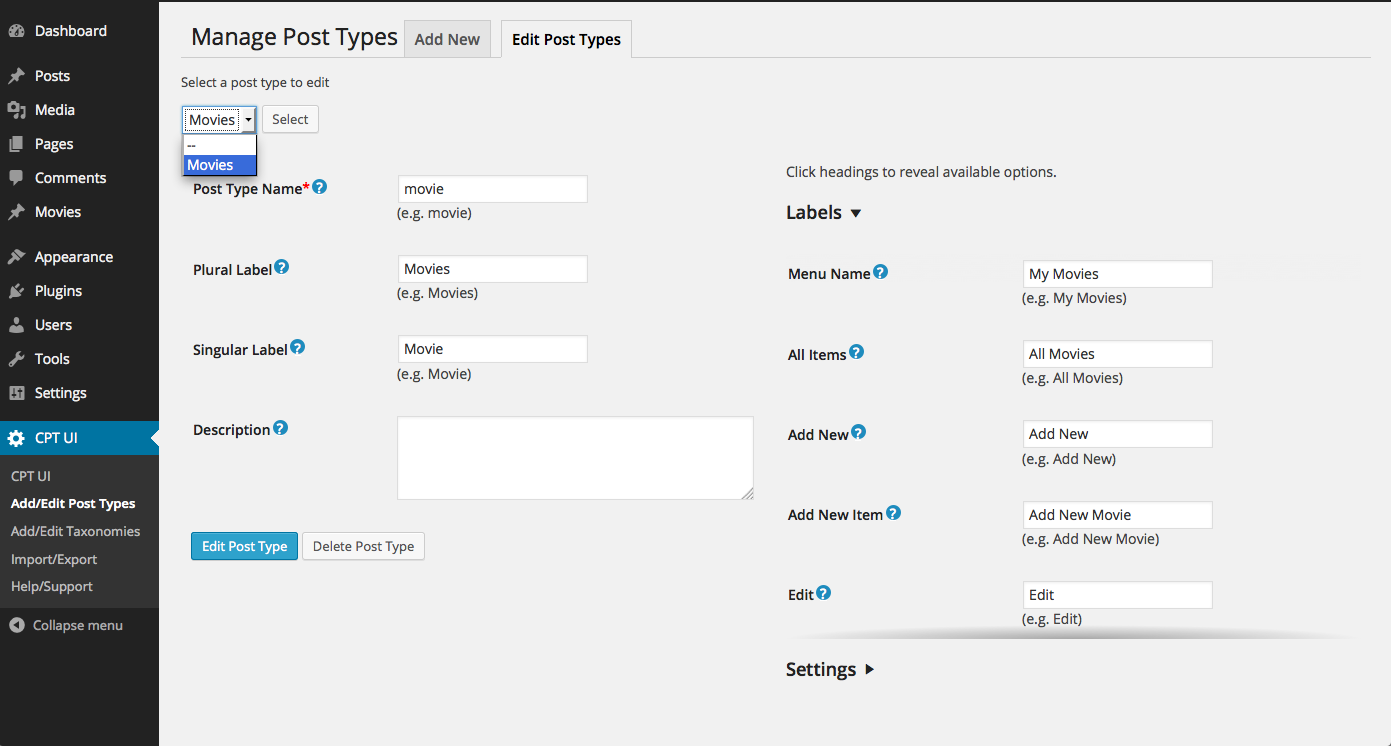 Dashboard
Posts
Media
Pages
Comments
Movies
Appearance
Plugins
Users
Tools
Settings
CPT UI
CPT UI
Add/Edit Post Types
Add/Edit Taxonomies
Import/Export
Help/Support
Collapse menu
Manage Post Types Add New Edit Post Types
Select a post type to edit
Movies Select
--
Movies
Post Type Name*? movie
(e.g. movie)
Plural Label? Movies
(e.g. Movies)
Singular Label? Movie
(e.g. Movie)
Description?
Edit Post Type Delete Post Type
Click headings to reveal available options.
Labels ▼
Menu Name? My Movies
(e.g. My Movies)
All Items? All Movies
(e.g. All Movies)
Add New? Add New
(e.g. Add New)
Add New Item? Add New Movie
(e.g. Add New Movie)
Edit? Edit
(e.g. Edit)
Settings ▶